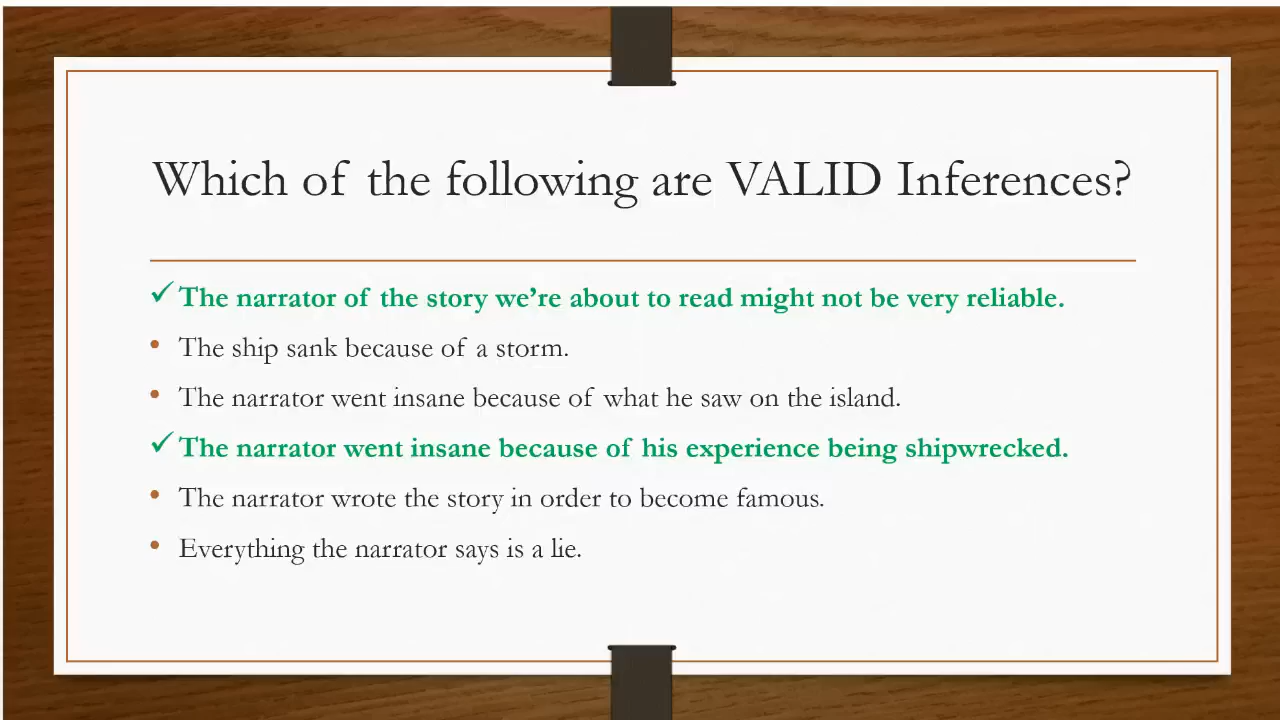 Which of the following are VALID Inferences?
✓ The narrator of the story we're about to read might not be very reliable.
• The ship sank because of a storm.
• The narrator went insane because of what he saw on the island.
✓ The narrator went insane because of his experience being shipwrecked.
• The narrator wrote the story in order to become famous.
• Everything the narrator says is a lie.